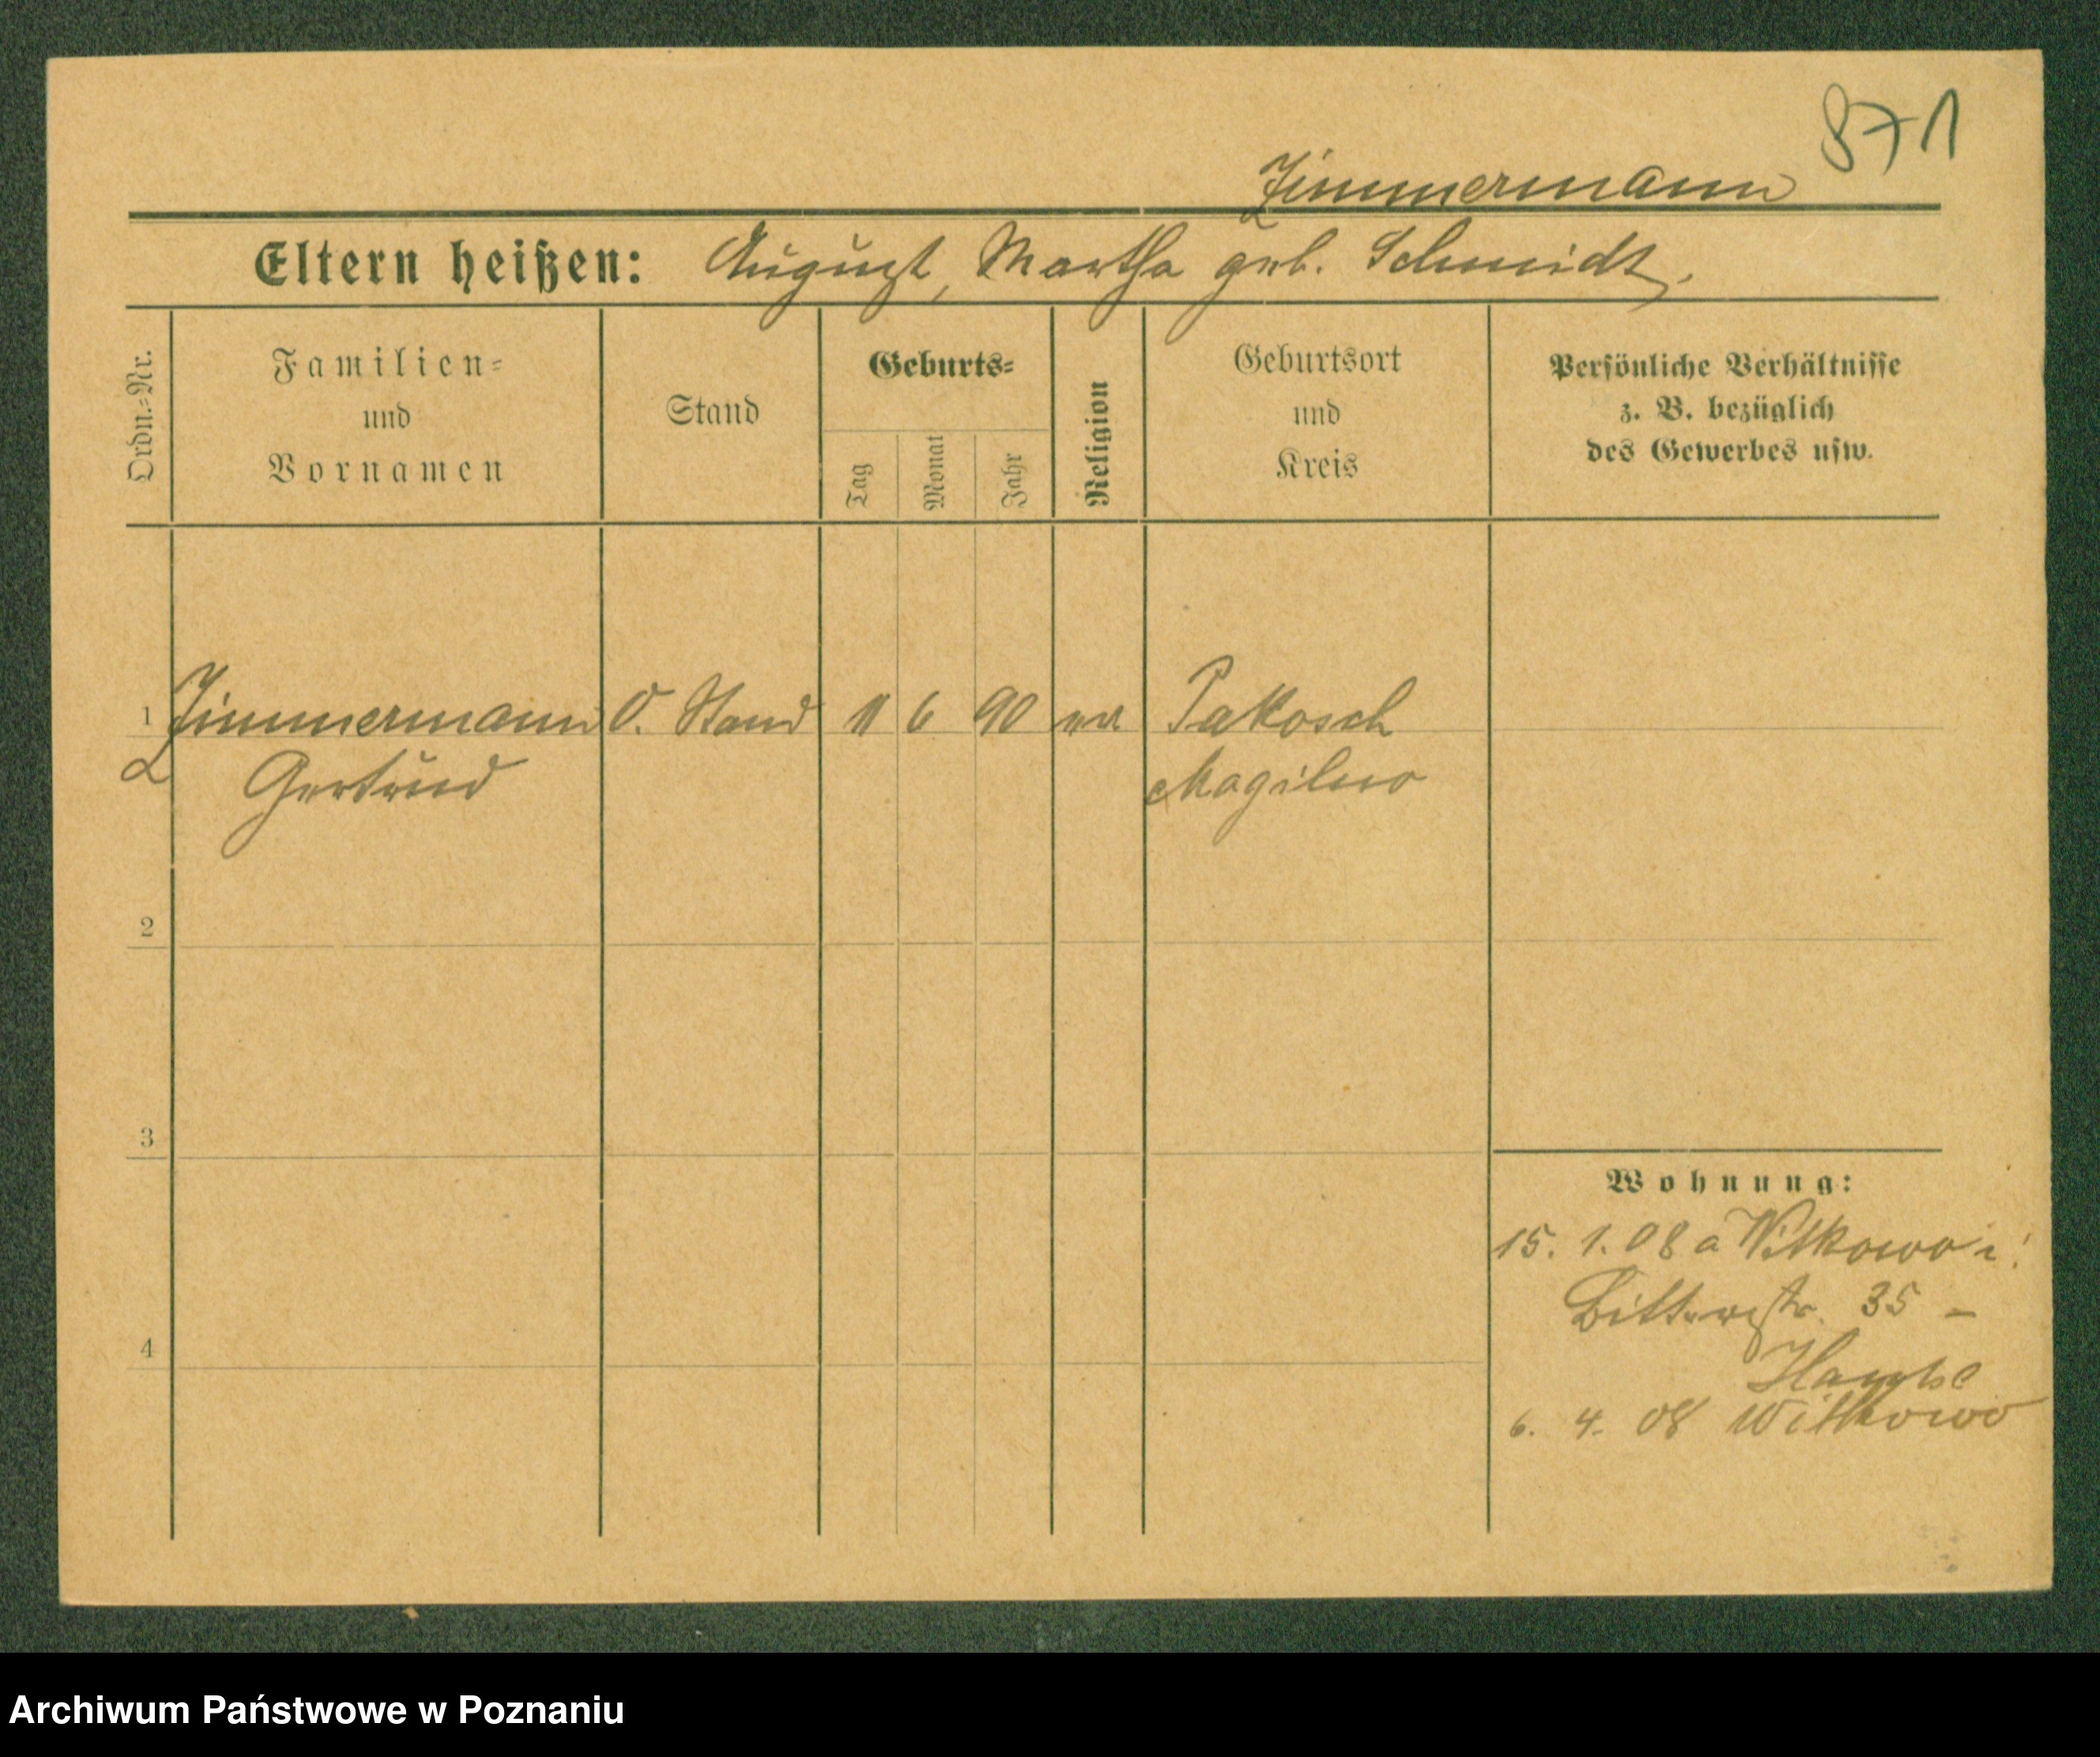 871
Zimmermann
Eltern heißen: August, Martha geb. Schmidt.
Ordn.-Nr.
Familien-
und
Vornamen
Stand
Geburts-
Tag
Monat
Jahr
Religion
Geburtsort
und
Kreis
Persönliche Verhältnisse
z. B. bezüglich
des Gewerbes usw.
1 Zimmermann O. Stand 11 6 90 Pakosch
Gertrud Mogilno
2
3
4
Wohnung:
15. 1. 08 a Witkowo
35 –
6. 4. 08 Witkowo
Archiwum Państwowe w Poznaniu